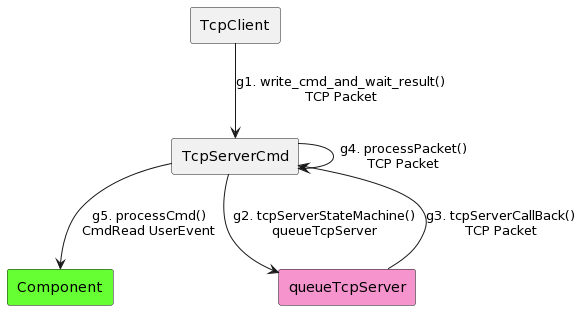 TcpClient
g1. write_cmd_and_wait_result()
TCP Packet
TcpServerCmd
g4. processPacket()
TCP Packet
g5. processCmd()
CmdRead UserEvent
g2. tcpServerStateMachine()
queueTcpServer
g3. tcpServerCallBack()
TCP Packet
Component
queueTcpServer